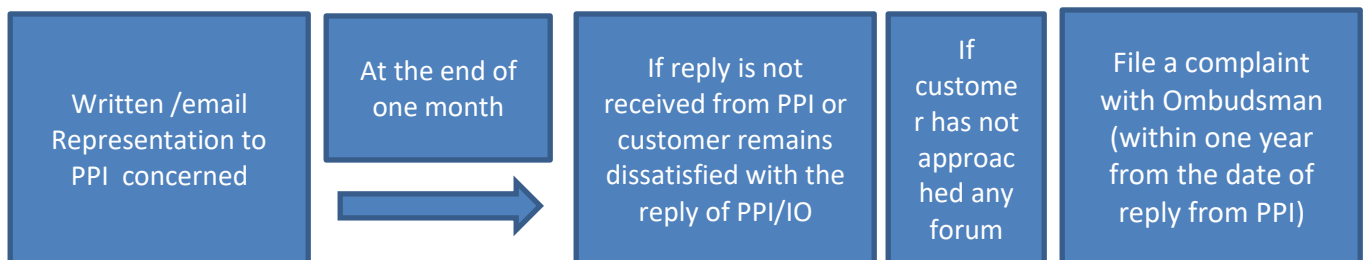 Written /email
Representation to
PPI  concerned
At the end of
one month
If reply is not
received from PPI or
customer remains
dissatisfied with the
reply of PPI/IO
If
custome
r has not
approac
hed any
forum
File a complaint
with Ombudsman
(within one year
from the date of
reply from PPI)